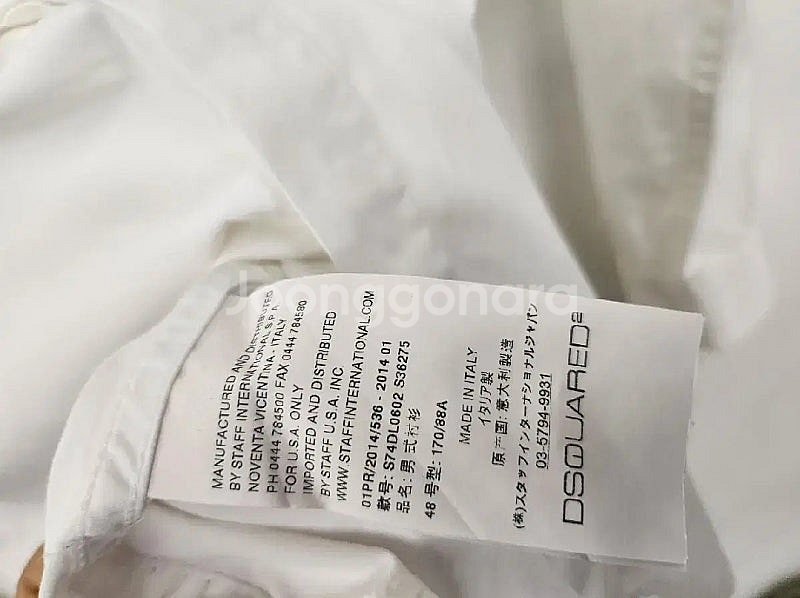 MANUFACTURED AND DISTRIBUTED
BY STAFF INTERNATIONAL S.P.A.
NOVENTA VICENTINA - ITALY
PH 0444 784500 FAX 0444 784580
FOR U.S.A. ONLY
IMPORTED AND DISTRIBUTED
BY STAFF U.S.A. INC.
WWW.STAFFINTERNATIONAL.COM
01PR/2014/536 - 2014 01
款号: S74DL0602 S36275
品名: 男式衬衫
48 号型: 170/88A
MADE IN ITALY
イタリア製
原产国: 意大利製造
(株)スタッフインターナショナルジャパン
03-5794-9931
DSQUARED2
Joonggonara